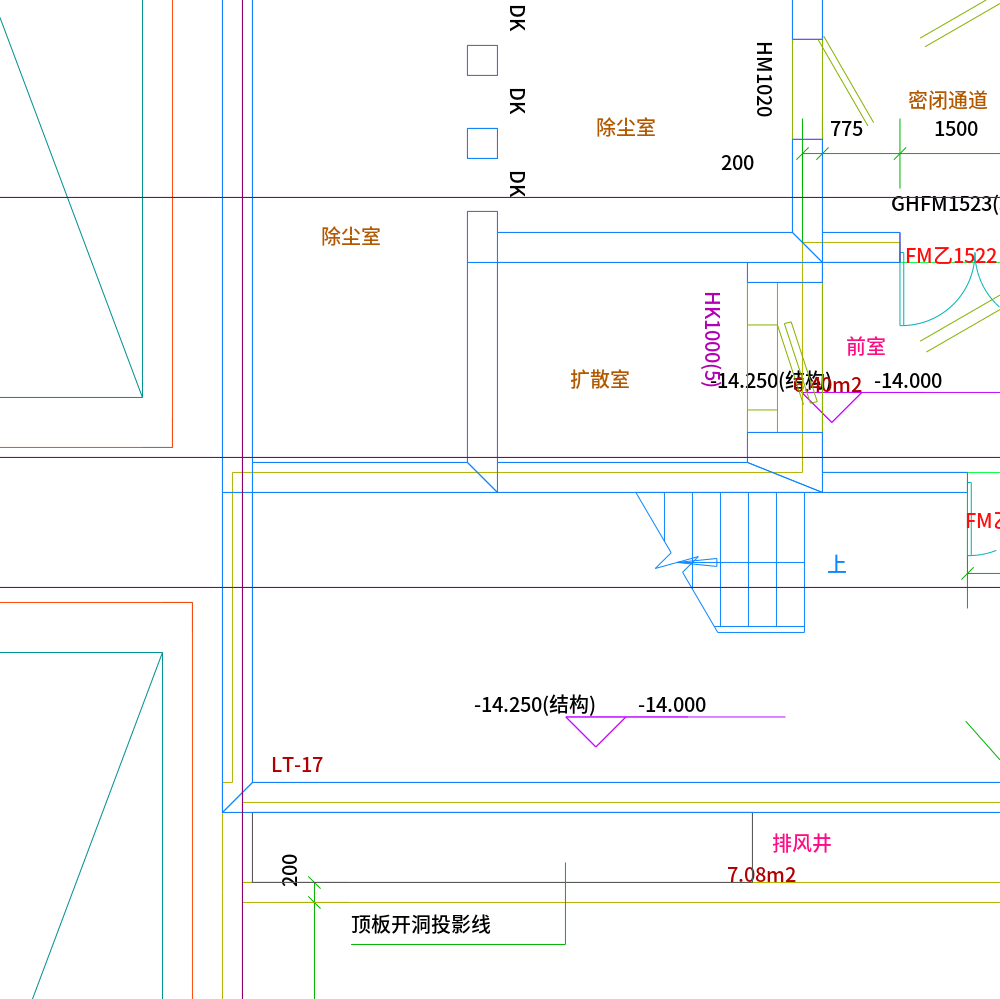 DK
DK
DK
HM1020
密闭通道
775
1500
200
除尘室
除尘室
GHFM1523(
FM乙1522
HK1000(5)
前室
扩散室
-14.250(结构)
6.40m2
-14.000
FM乙
上
-14.250(结构)
-14.000
LT-17
排风井
7.08m2
200
顶板开洞投影线